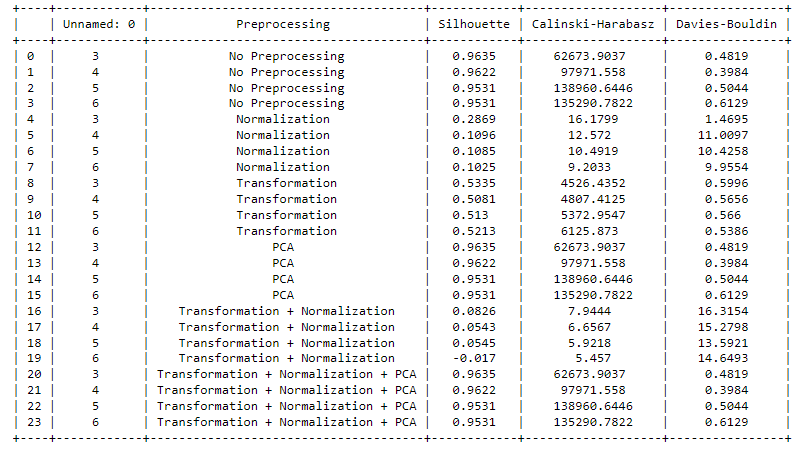 +----+------------+-------------------------------------+------------+-------------------+----------------+
|    | Unnamed: 0 |            Preprocessing            | Silhouette | Calinski-Harabasz | Davies-Bouldin |
+----+------------+-------------------------------------+------------+-------------------+----------------+
| 0  |     3      |          No Preprocessing           |   0.9635   |    62673.9037     |     0.4819     |
| 1  |     4      |          No Preprocessing           |   0.9622   |     97971.558     |     0.3984     |
| 2  |     5      |          No Preprocessing           |   0.9531   |    138960.6446    |     0.5044     |
| 3  |     6      |          No Preprocessing           |   0.9531   |    135290.7822    |     0.6129     |
| 4  |     3      |            Normalization            |   0.2869   |      16.1799      |     1.4695     |
| 5  |     4      |            Normalization            |   0.1096   |      12.572       |    11.0097     |
| 6  |     5      |            Normalization            |   0.1085   |      10.4919      |    10.4258     |
| 7  |     6      |            Normalization            |   0.1025   |      9.2033       |     9.9554     |
| 8  |     3      |           Transformation            |   0.5335   |     4526.4352     |     0.5996     |
| 9  |     4      |           Transformation            |   0.5081   |     4807.4125     |     0.5656     |
| 10 |     5      |           Transformation            |   0.513    |     5372.9547     |     0.566      |
| 11 |     6      |           Transformation            |   0.5213   |     6125.873      |     0.5386     |
| 12 |     3      |                 PCA                 |   0.9635   |    62673.9037     |     0.4819     |
| 13 |     4      |                 PCA                 |   0.9622   |     97971.558     |     0.3984     |
| 14 |     5      |                 PCA                 |   0.9531   |    138960.6446    |     0.5044     |
| 15 |     6      |                 PCA                 |   0.9531   |    135290.7822    |     0.6129     |
| 16 |     3      |   Transformation + Normalization    |   0.0826   |      7.9444       |    16.3154     |
| 17 |     4      |   Transformation + Normalization    |   0.0543   |      6.6567       |    15.2798     |
| 18 |     5      |   Transformation + Normalization    |   0.0545   |      5.9218       |    13.5921     |
| 19 |     6      |   Transformation + Normalization    |   -0.017   |       5.457       |    14.6493     |
| 20 |     3      | Transformation + Normalization + PCA |   0.9635   |    62673.9037     |     0.4819     |
| 21 |     4      | Transformation + Normalization + PCA |   0.9622   |     97971.558     |     0.3984     |
| 22 |     5      | Transformation + Normalization + PCA |   0.9531   |    138960.6446    |     0.5044     |
| 23 |     6      | Transformation + Normalization + PCA |   0.9531   |    135290.7822    |     0.6129     |
+----+------------+-------------------------------------+------------+-------------------+----------------+